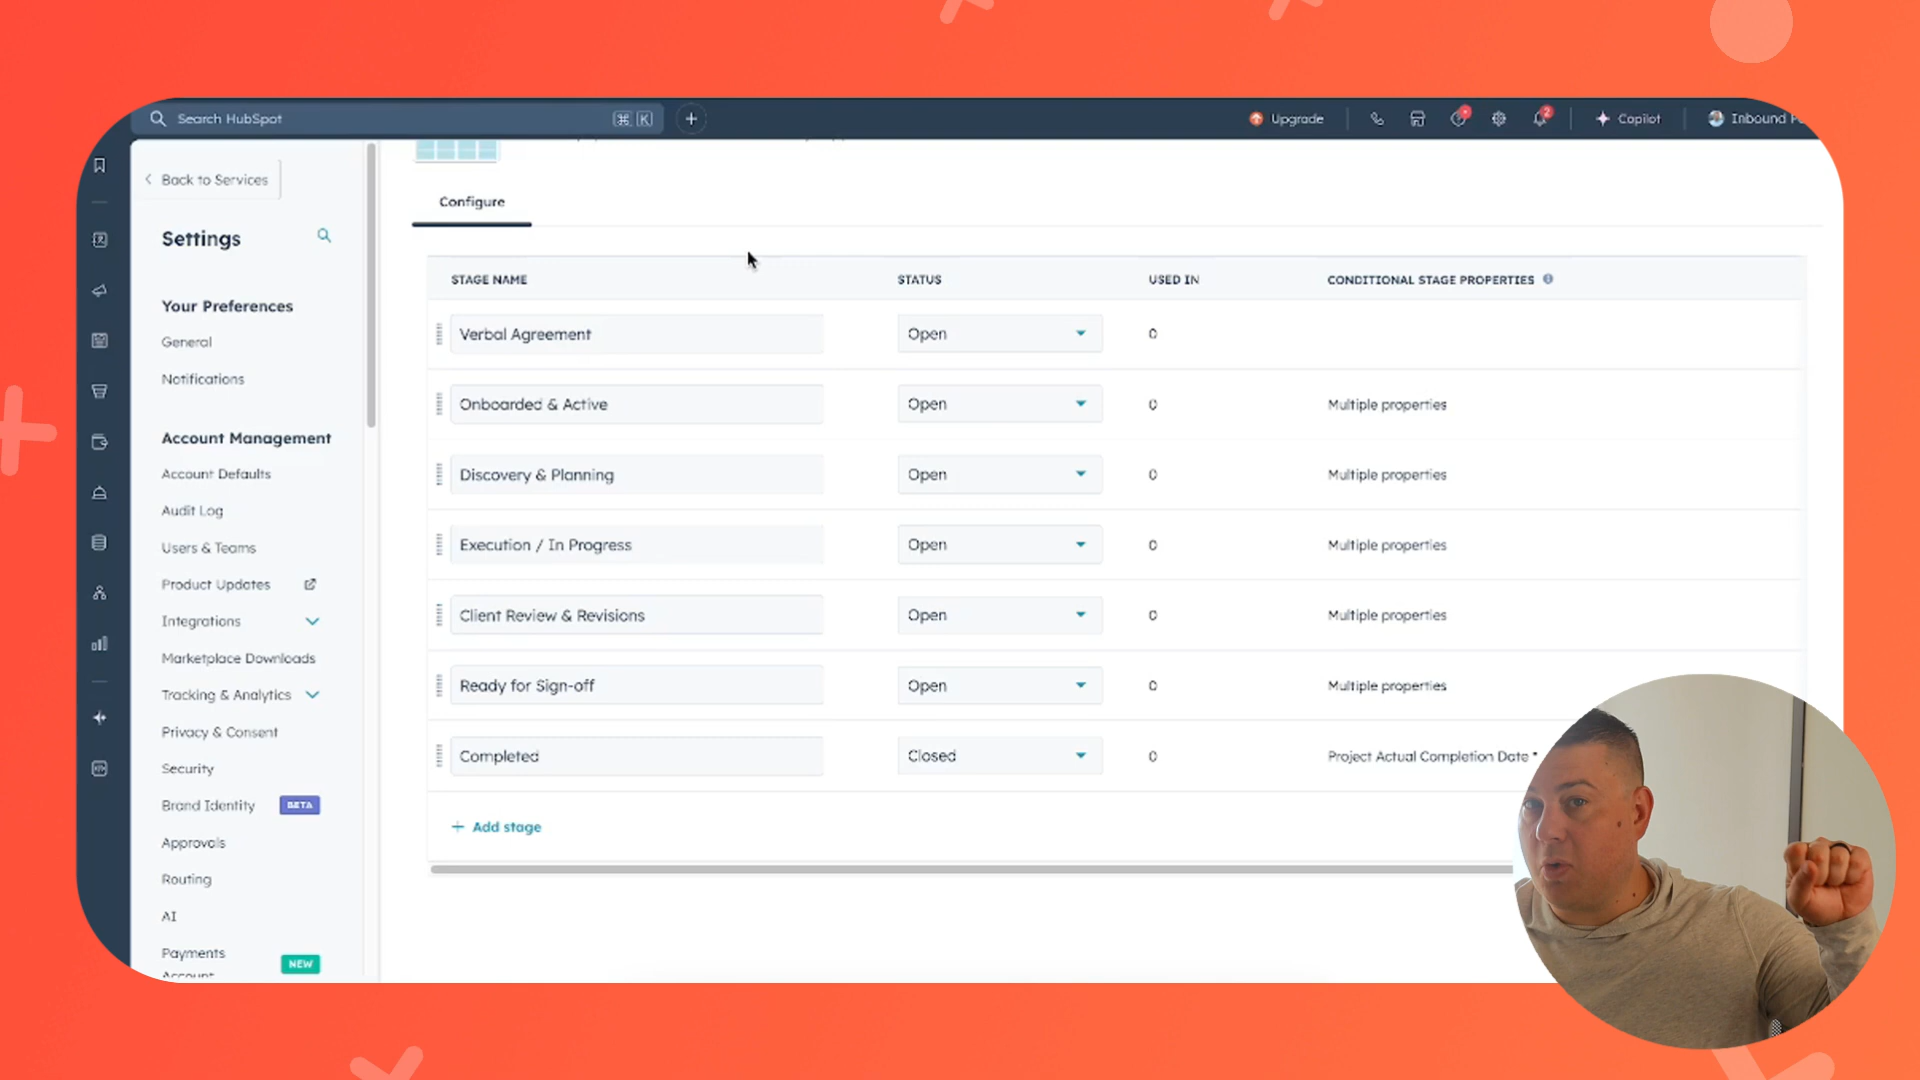 Search HubSpot
⌘ K
+
Upgrade
2
Copilot
Inbound
Back to Services
Configure
Settings
Your Preferences
General
Notifications
Account Management
Account Defaults
Audit Log
Users & Teams
Product Updates
Integrations
Marketplace Downloads
Tracking & Analytics
Privacy & Consent
Security
Brand Identity BETA
Approvals
Routing
AI
Payments NEW
Account
STAGE NAME STATUS USED IN CONDITIONAL STAGE PROPERTIES
Verbal Agreement Open 0
Onboarded & Active Open 0 Multiple properties
Discovery & Planning Open 0 Multiple properties
Execution / In Progress Open 0 Multiple properties
Client Review & Revisions Open 0 Multiple properties
Ready for Sign-off Open 0 Multiple properties
Completed Closed 0 Project Actual Completion Date *
+ Add stage